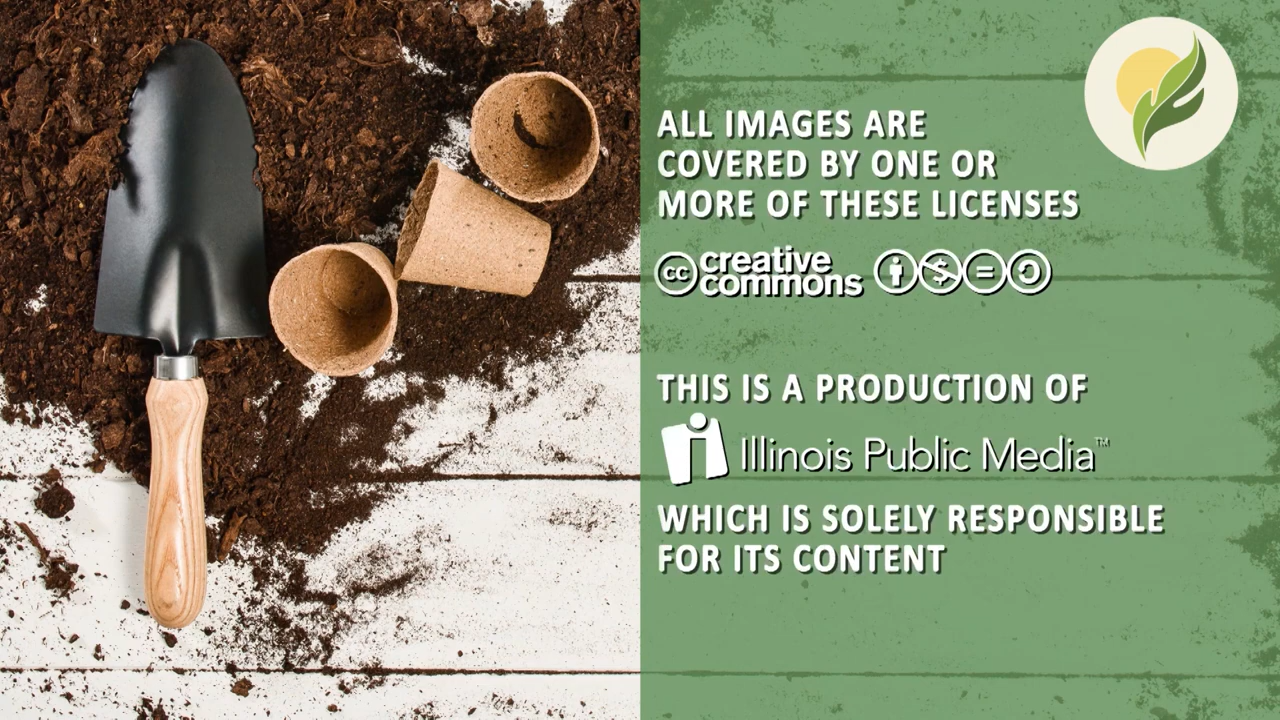 ALL IMAGES ARE
COVERED BY ONE OR
MORE OF THESE LICENSES
cc creative commons
THIS IS A PRODUCTION OF
Illinois Public Media™
WHICH IS SOLELY RESPONSIBLE
FOR ITS CONTENT